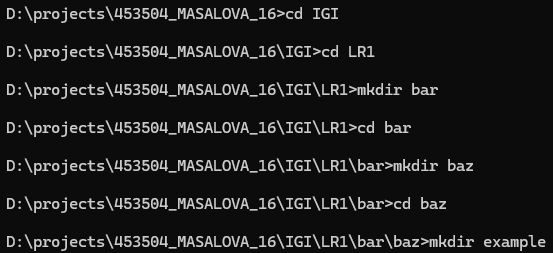 D:\projects\453504_MASALOVA_16>cd IGI
D:\projects\453504_MASALOVA_16\IGI>cd LR1
D:\projects\453504_MASALOVA_16\IGI\LR1>mkdir bar
D:\projects\453504_MASALOVA_16\IGI\LR1>cd bar
D:\projects\453504_MASALOVA_16\IGI\LR1\bar>mkdir baz
D:\projects\453504_MASALOVA_16\IGI\LR1\bar>cd baz
D:\projects\453504_MASALOVA_16\IGI\LR1\bar\baz>mkdir example